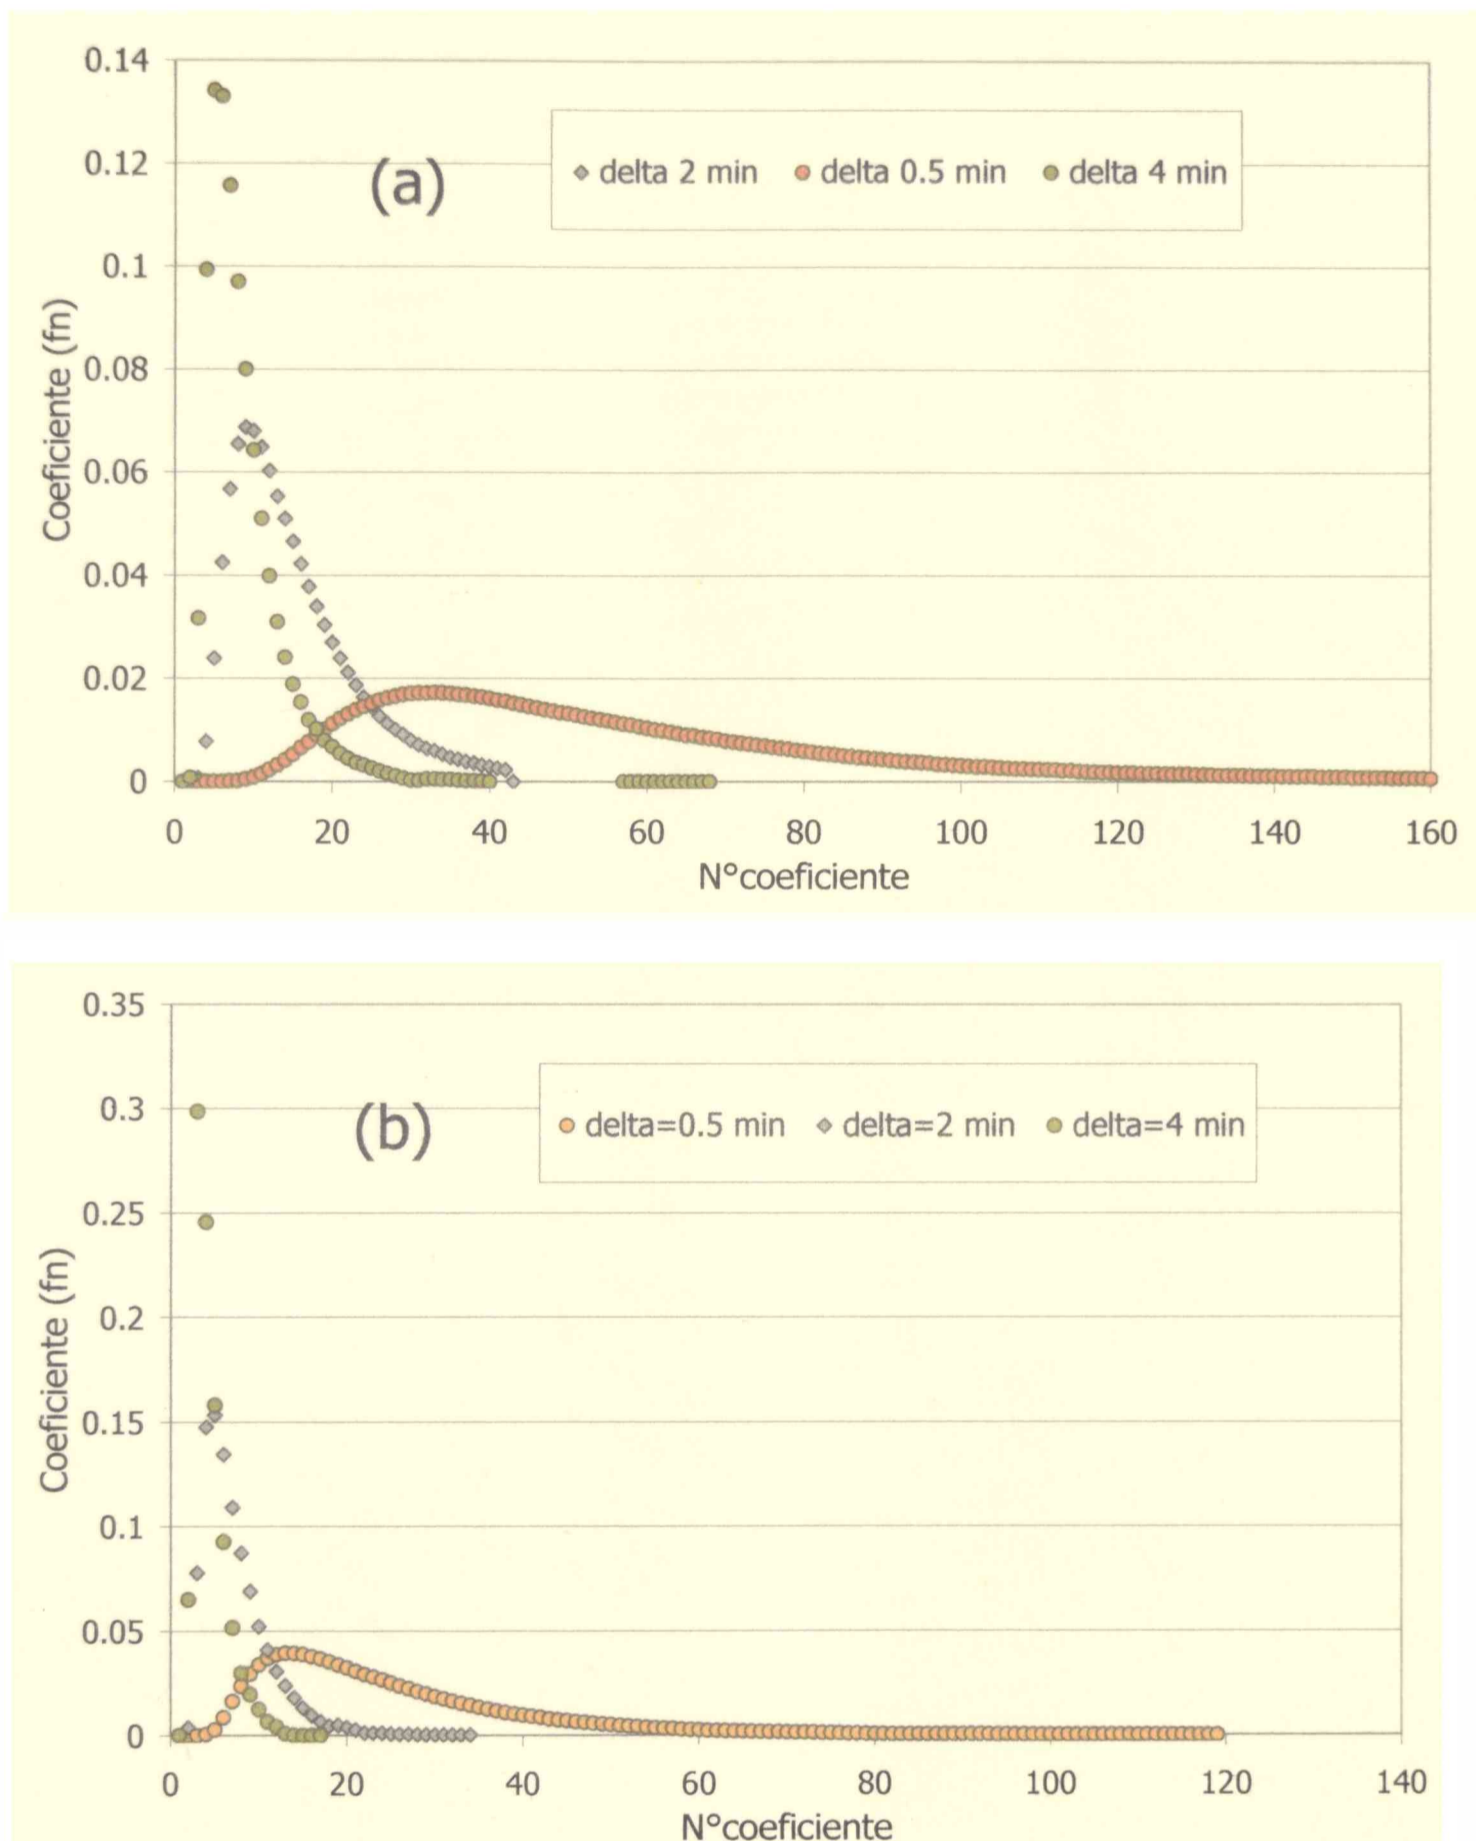 0.14
(a)
delta 2 min delta 0.5 min delta 4 min
0.12
0.1
0.08
0.06
0.04
0.02
0
Coeficiente (fn)
0 20 40 60 80 100 120 140 160
N°coeficiente
0.35
0.3
(b)
delta=0.5 min delta=2 min delta=4 min
0.25
0.2
0.15
0.1
0.05
0
Coeficiente (fn)
0 20 40 60 80 100 120 140
N°coeficiente